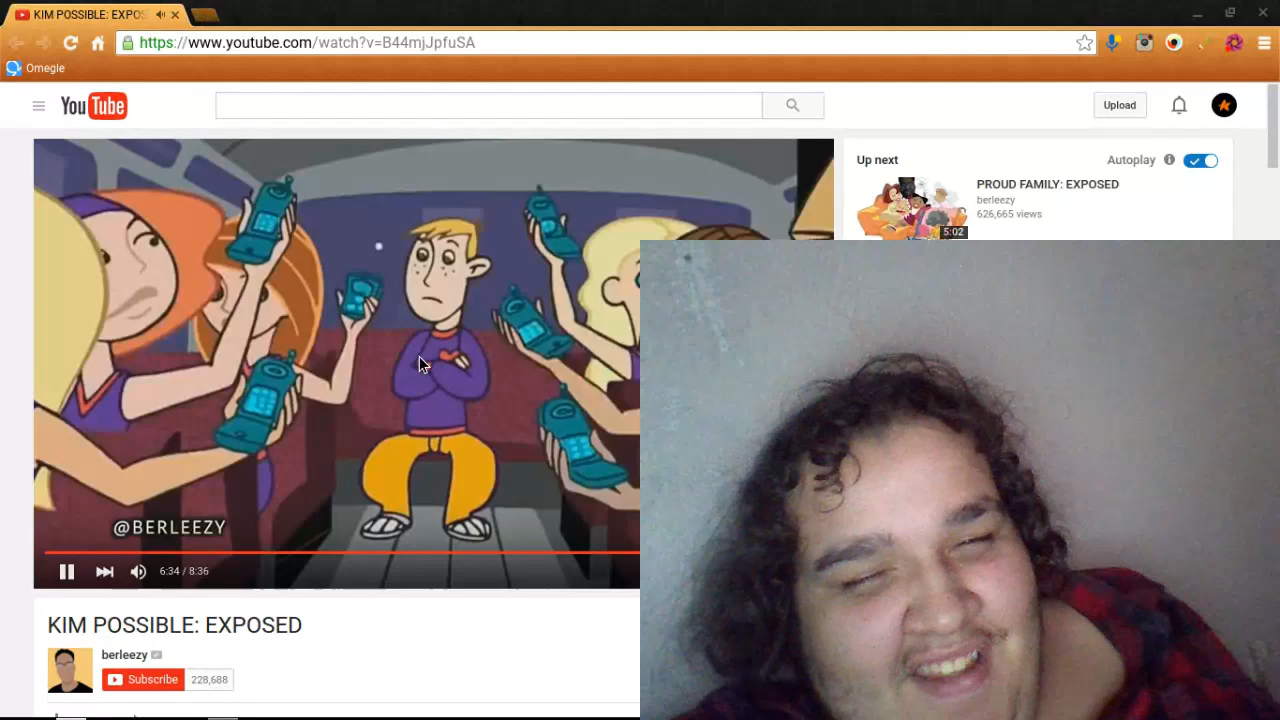 KIM POSSIBLE: EXPO
https://www.youtube.com/watch?v=B44mjJpfuSA
Omegle
YouTube
Upload
Up next
Autoplay
PROUD FAMILY: EXPOSED
berleezy
626,665 views
5:02
@BERLEEZY
6:34 / 8:36
KIM POSSIBLE: EXPOSED
berleezy
Subscribe 228,688